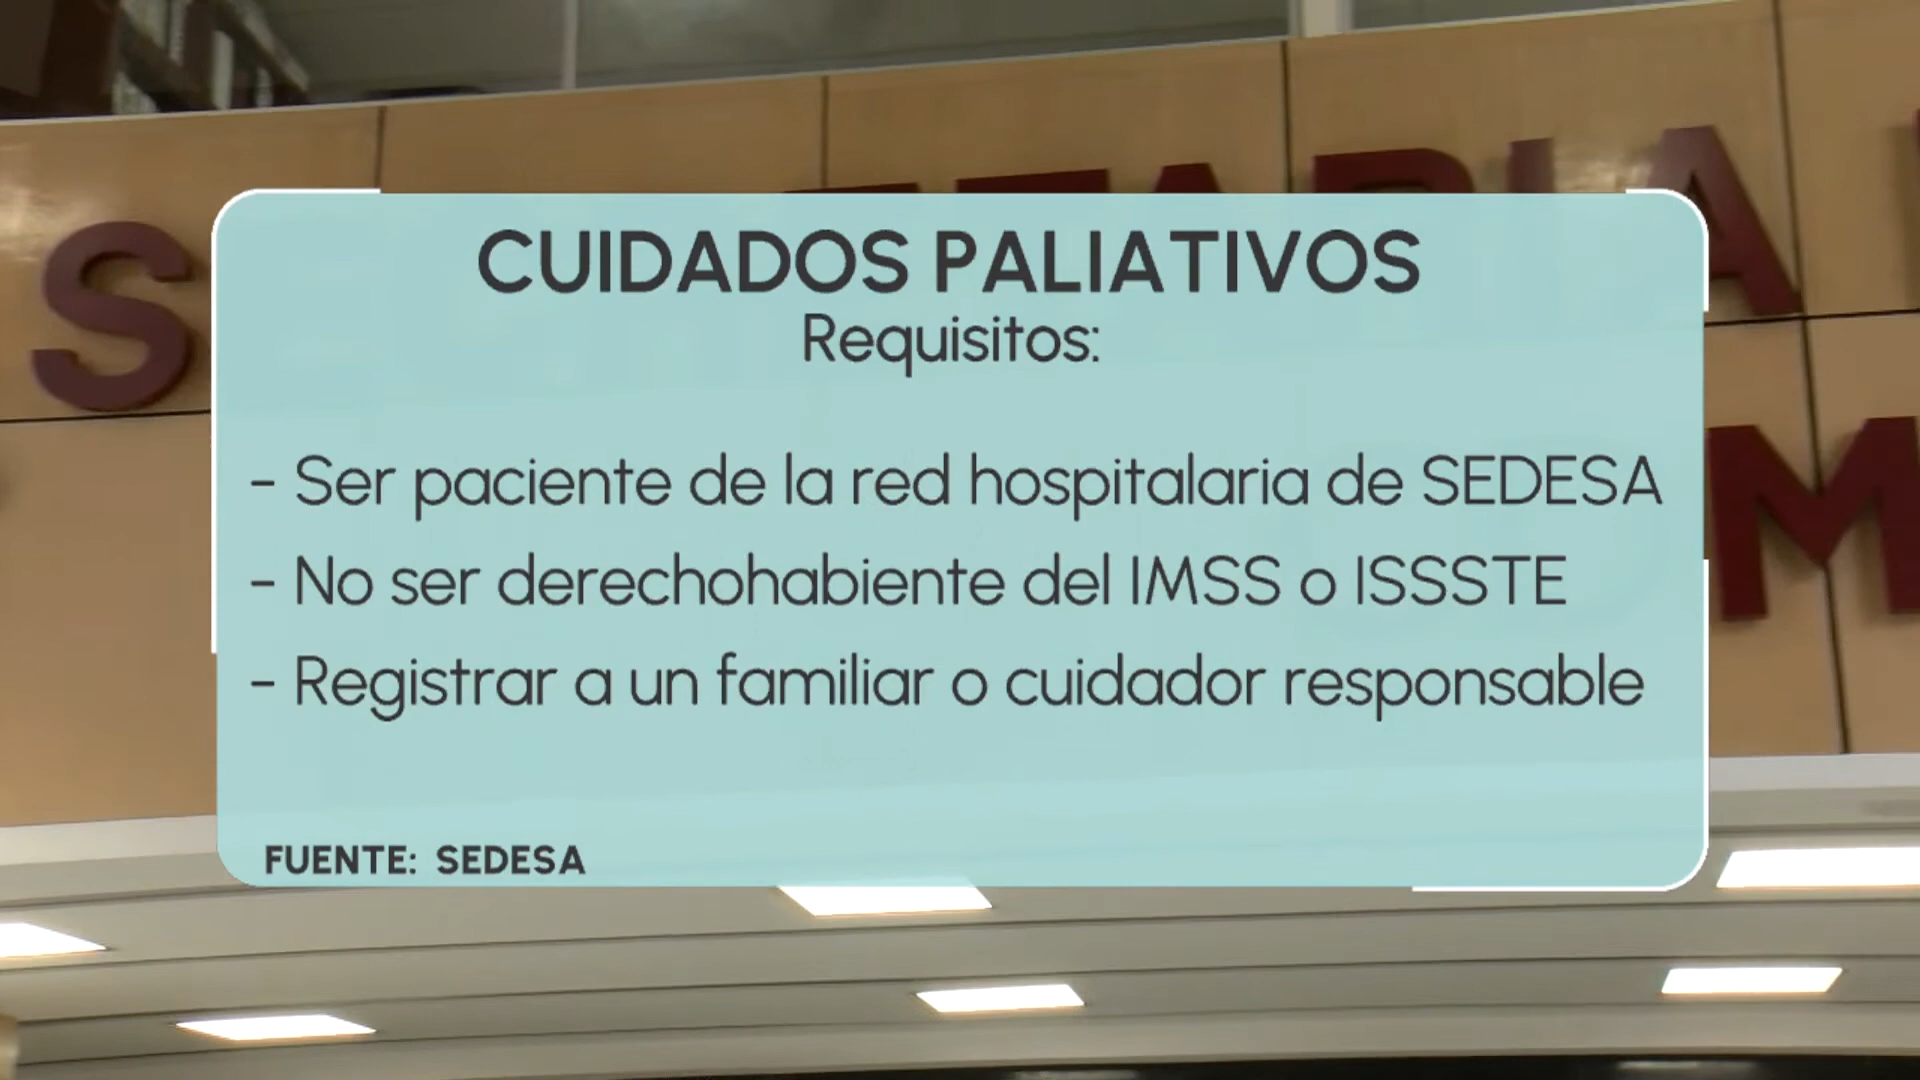 CUIDADOS PALIATIVOS
Requisitos:
- Ser paciente de la red hospitalaria de SEDESA
- No ser derechohabiente del IMSS o ISSSTE
- Registrar a un familiar o cuidador responsable
FUENTE: SEDESA